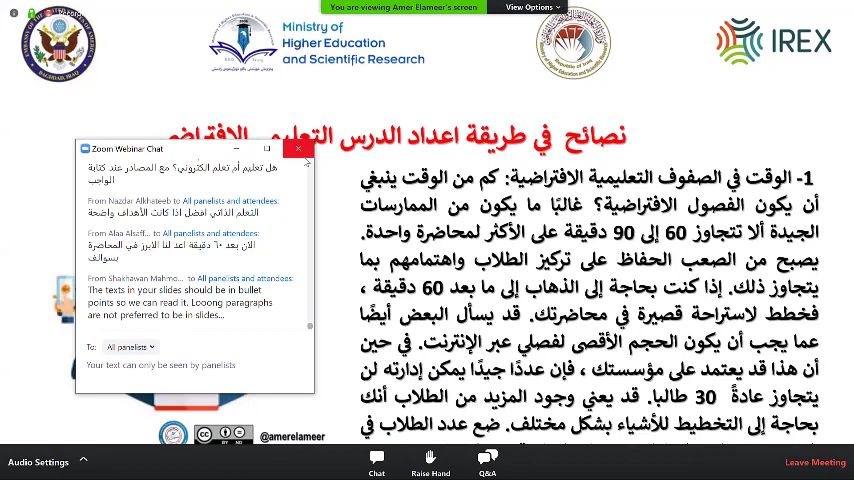 You are viewing Amer Elameer's screen
View Options
Ministry of
Higher Education
and Scientific Research
IREX
نصائح في طريقة اعداد الدرس التعليمي الافتراضي
Zoom Webinar Chat
هل تعليم أم تعلم الكتروني؟ مع المصادر عند كتابة
الواجب
From Nazdar Alkhateeb to All panelists and attendees:
التعلم الذاتي افضل اذا كانت الأهداف واضحة
From Alaa Alsaff... to All panelists and attendees:
الان بعد ٦٠ دقيقة اعد لنا الابرز في المحاضرة
بسوالف
From Shakhawan Mahmo... to All panelists and attendees:
The texts in your slides should be in bullet
points so we can read it. Looong paragraphs
are not preferred to be in slides...
To: All panelists
Your text can only be seen by panelists
1- الوقت في الصفوف التعليمية الافتراضية: كم من الوقت ينبغي
أن يكون الفصول الافتراضية؟ غالبًا ما يكون من الممارسات
الجيدة ألا تتجاوز 60 إلى 90 دقيقة على الأكثر لمحاضرة واحدة.
يصبح من الصعب الحفاظ على تركيز الطلاب واهتمامهم بما
يتجاوز ذلك. إذا كنت بحاجة إلى الذهاب إلى ما بعد 60 دقيقة ،
فخطط لاستراحة قصيرة في محاضرتك. قد يسأل البعض أيضًا
عما يجب أن يكون الحجم الأقصى لفصلي عبر الإنترنت. في حين
أن هذا قد يعتمد على مؤسستك ، فإن عددًا جيدًا يمكن إدارته لن
يتجاوز عادةً 30 طالبا. قد يعني وجود المزيد من الطلاب أنك
بحاجة إلى التخطيط للأشياء بشكل مختلف. ضع عدد الطلاب في
CC BY ND
@amerelameer
Audio Settings
Chat
Raise Hand
Q&A
Leave Meeting